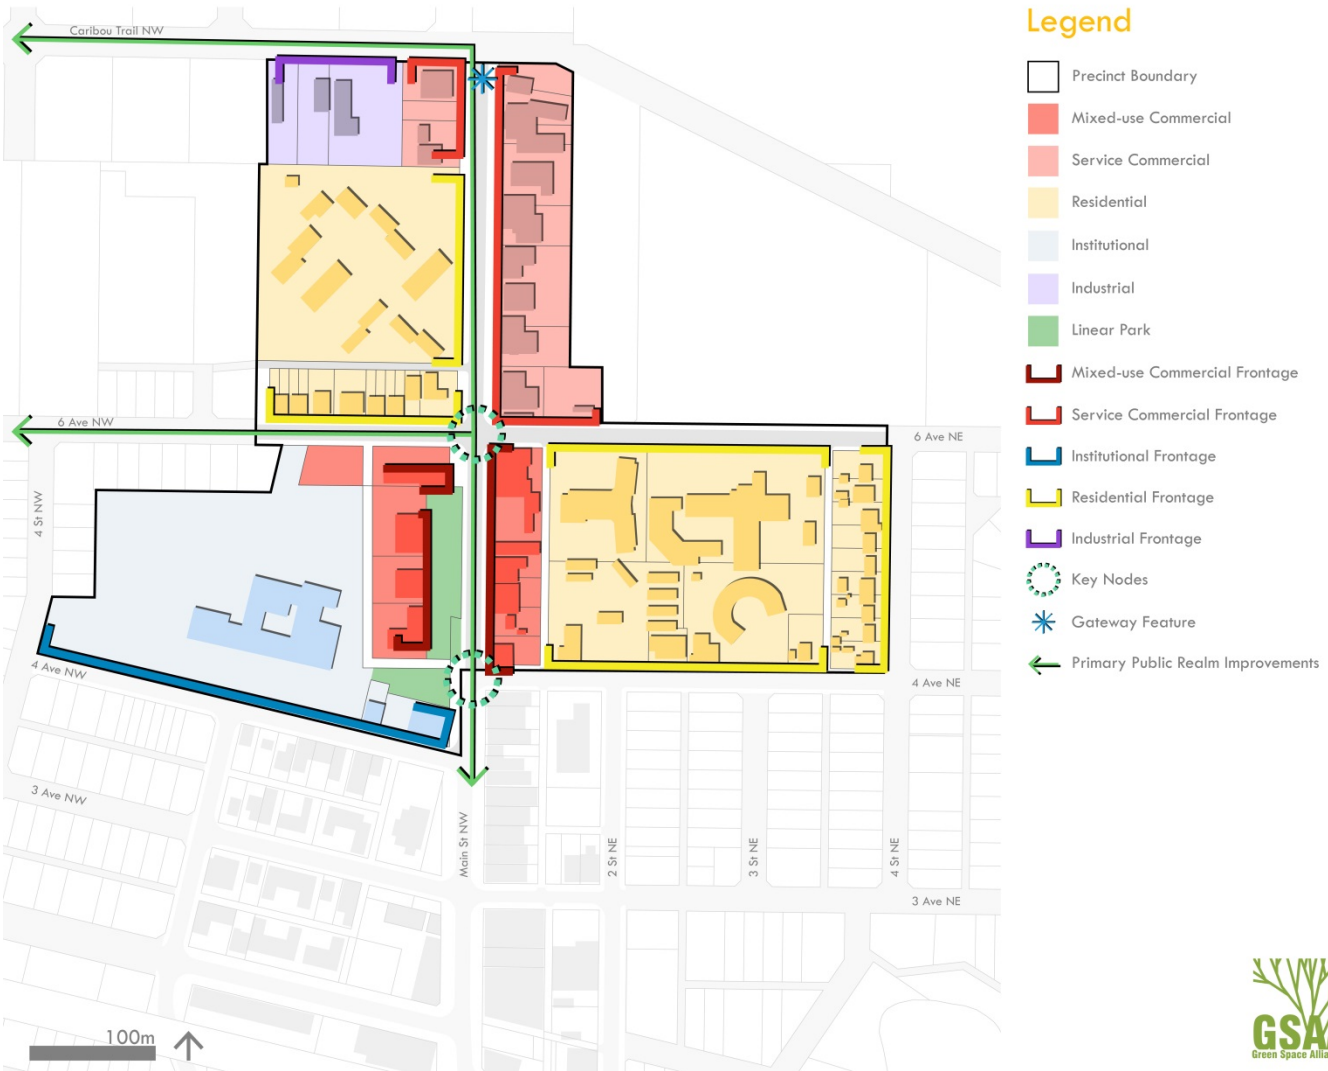 Legend
Precinct Boundary
Mixed-use Commercial
Service Commercial
Residential
Institutional
Industrial
Linear Park
Mixed-use Commercial Frontage
Service Commercial Frontage
Institutional Frontage
Residential Frontage
Industrial Frontage
Key Nodes
Gateway Feature
Primary Public Realm Improvements
Caribou Trail NW
6 Ave NW
6 Ave NE
4 St NW
4 Ave NW
4 Ave NE
3 Ave NW
Main St NW
2 St NE
3 St NE
4 St NE
3 Ave NE
100m
GSA
Green Space Allia